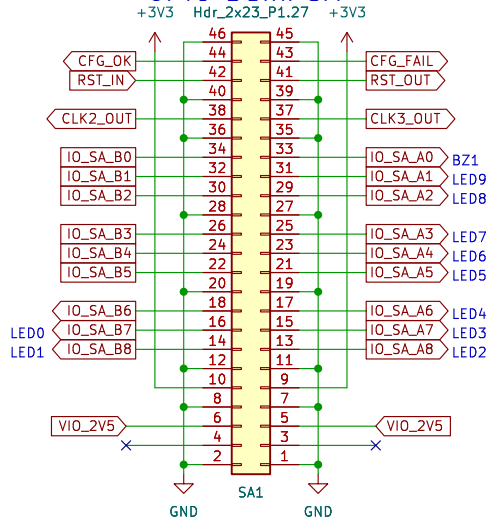 Hdr_2x23_P1.27
+3V3 +3V3
46 45
CFG_OK 44 43 CFG_FAIL
RST_IN 42 41 RST_OUT
40 39
CLK2_OUT 38 37 CLK3_OUT
36 35
IO_SA_B0 34 33 IO_SA_A0 BZ1
IO_SA_B1 32 31 IO_SA_A1 LED9
IO_SA_B2 30 29 IO_SA_A2 LED8
28 27
IO_SA_B3 26 25 IO_SA_A3 LED7
IO_SA_B4 24 23 IO_SA_A4 LED6
IO_SA_B5 22 21 IO_SA_A5 LED5
20 19
IO_SA_B6 18 17 IO_SA_A6 LED4
LED0 IO_SA_B7 16 15 IO_SA_A7 LED3
LED1 IO_SA_B8 14 13 IO_SA_A8 LED2
12 11
10 9
8 7
VIO_2V5 6 5 VIO_2V5
4 3
2 1
SA1
GND GND